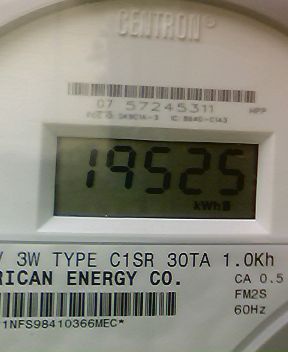 CENTRON®
07 57245311
19525
kWh
V 3W TYPE C1SR 30TA 1.0Kh
RICAN ENERGY CO.
CA 0.5
FM2S
60Hz
1NFS98410366MEC*